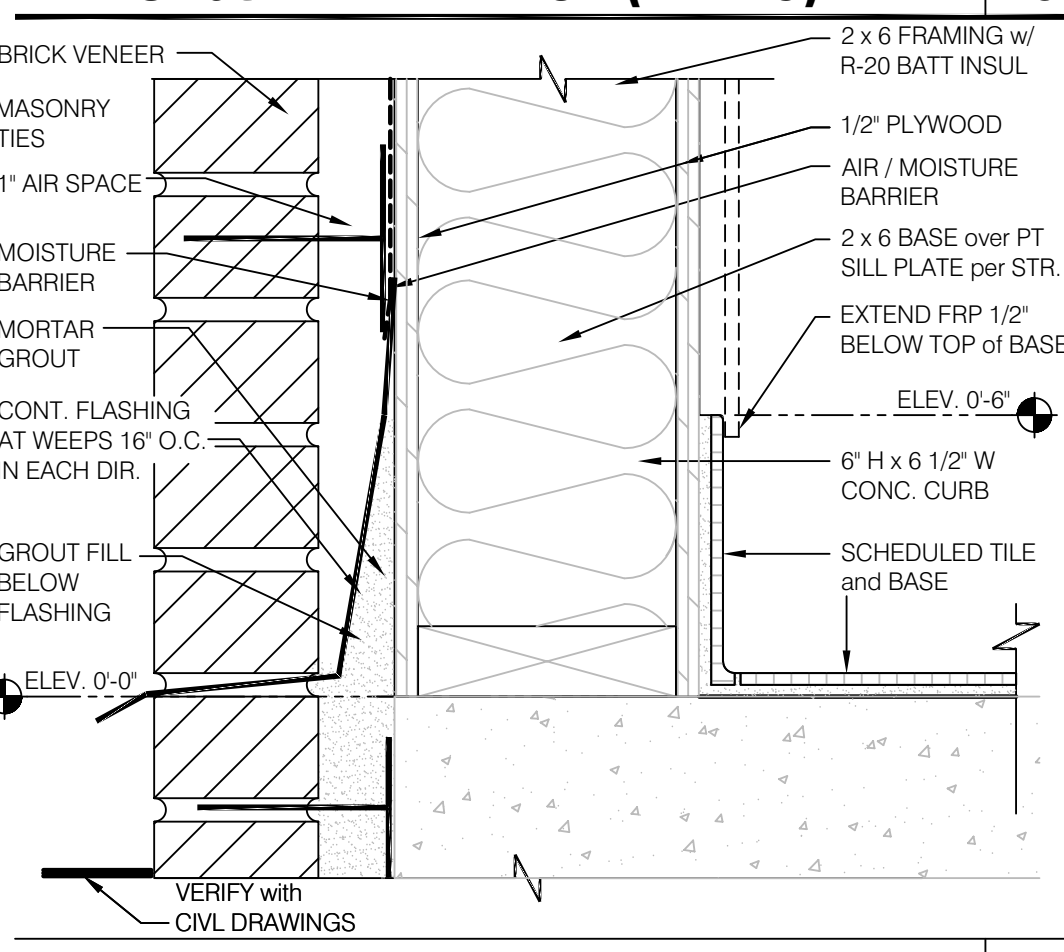 BRICK VENEER
MASONRY
TIES
1" AIR SPACE
MOISTURE
BARRIER
MORTAR
GROUT
CONT. FLASHING
AT WEEPS 16" O.C.
IN EACH DIR.
GROUT FILL
BELOW
FLASHING
ELEV. 0'-0"
VERIFY with
CIVL DRAWINGS
2 x 6 FRAMING w/
R-20 BATT INSUL
1/2" PLYWOOD
AIR / MOISTURE
BARRIER
2 x 6 BASE over PT
SILL PLATE per STR.
EXTEND FRP 1/2"
BELOW TOP of BASE
ELEV. 0'-6"
6" H x 6 1/2" W
CONC. CURB
SCHEDULED TILE
and BASE